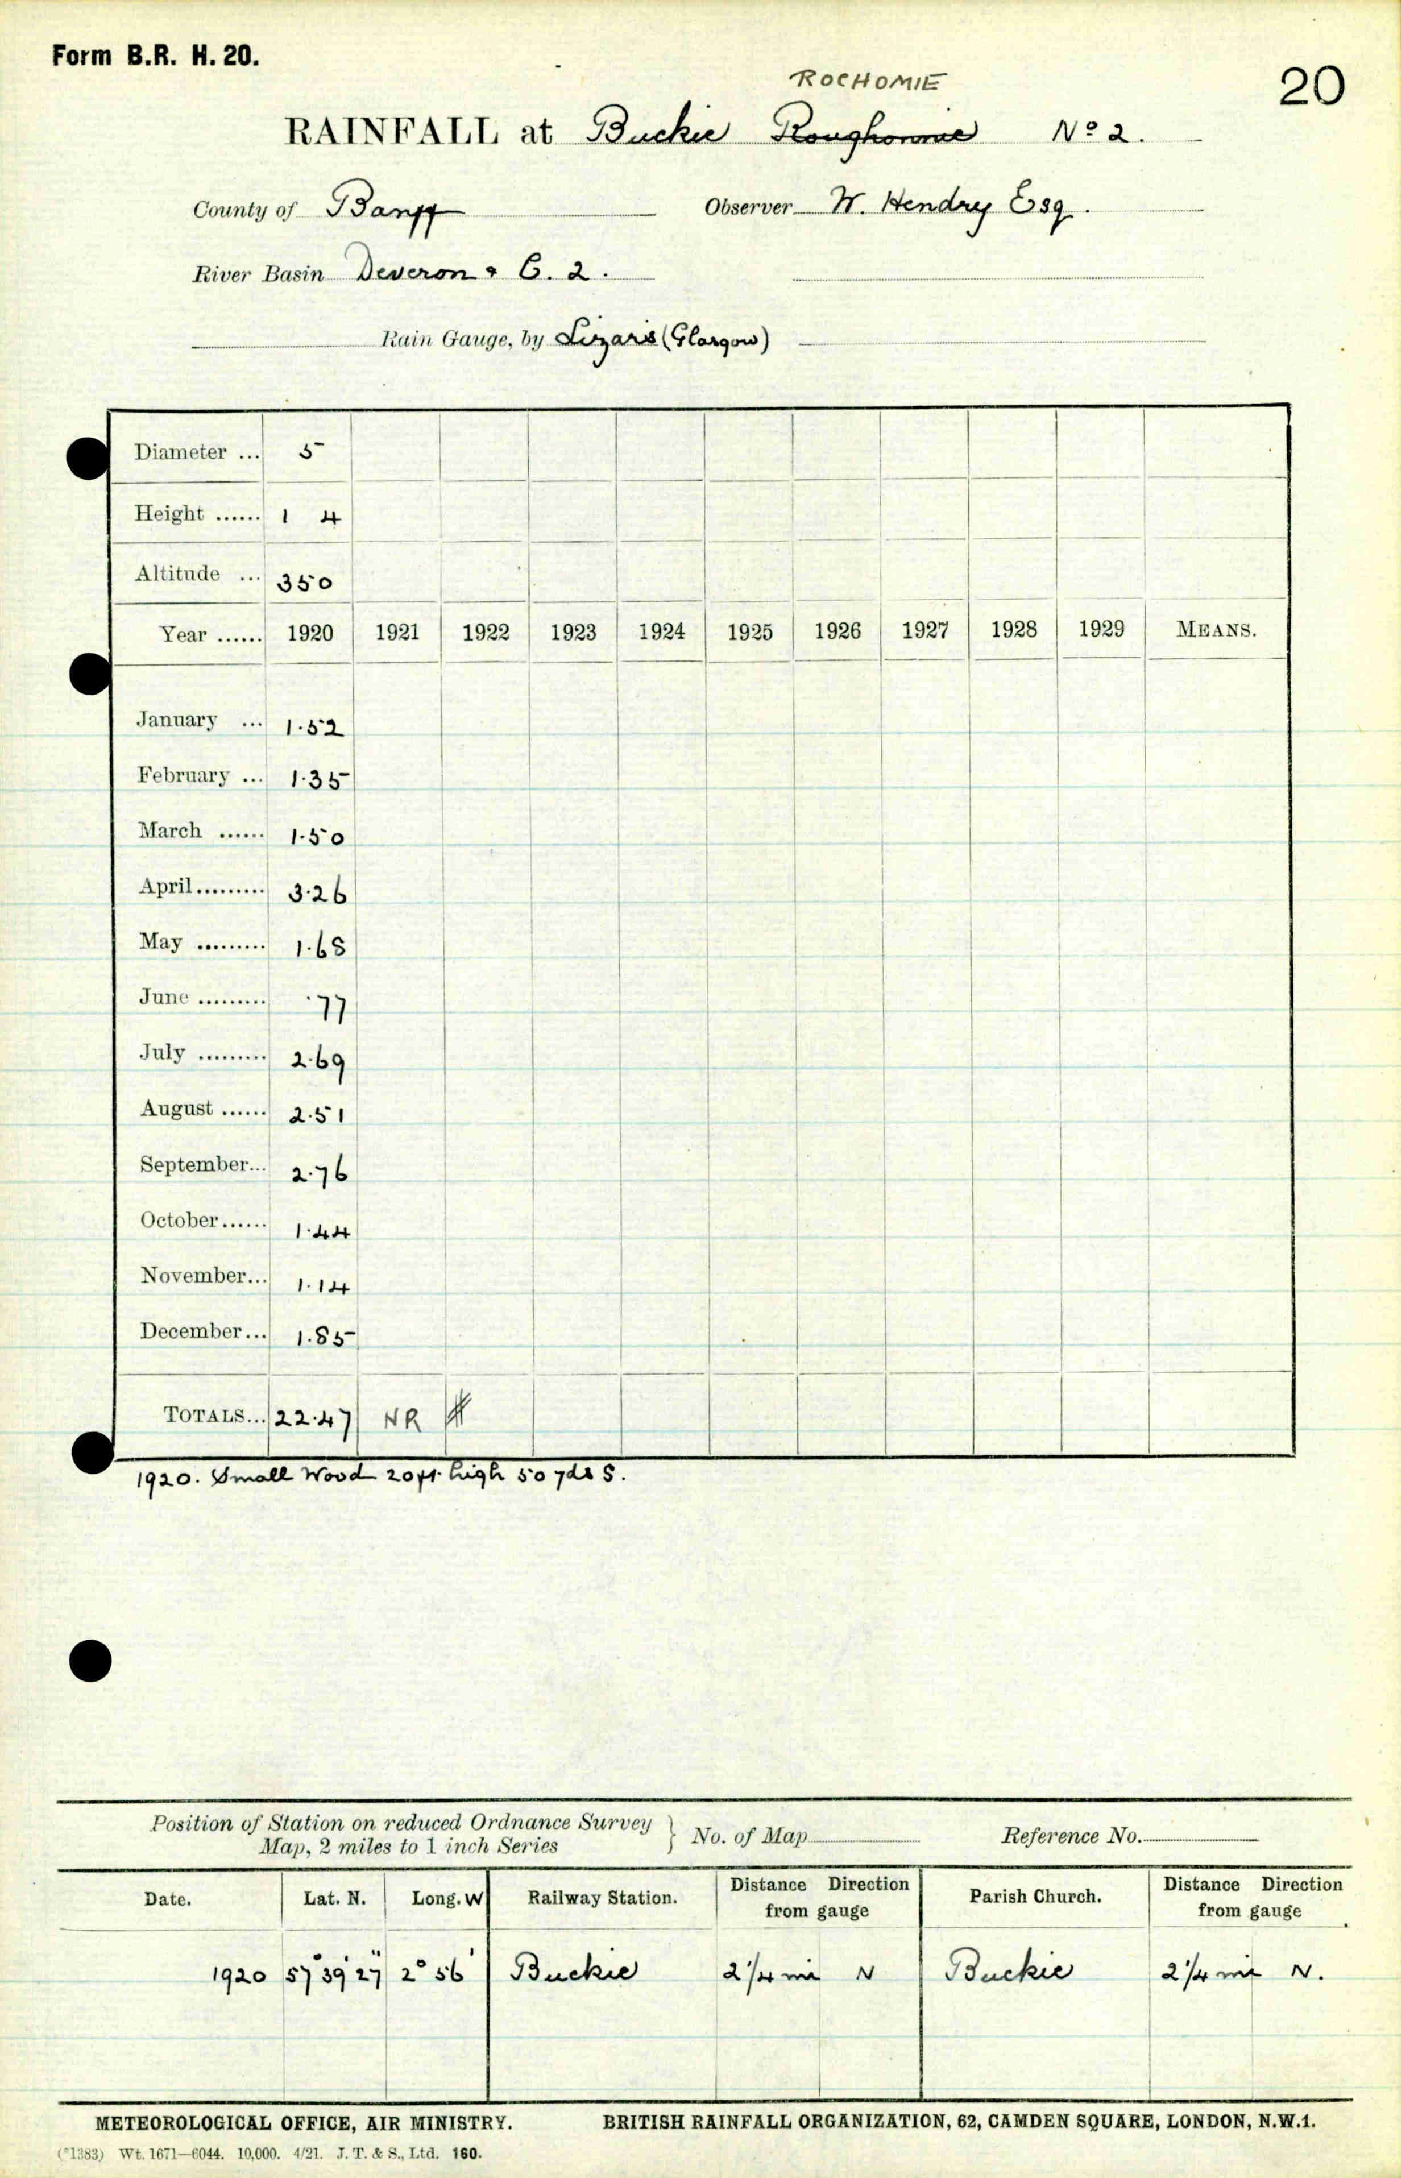 Form B.R. H. 20.
20
ROCHOMIE
RAINFALL at Buckie Roughonnie Nº 2.
County of Banff Observer W. Hendry Esq.
River Basin Deveron & C. 2.
Rain Gauge, by Lizars (Glasgow)
Diameter ... 5
Height ...... 1 4
Altitude ... 350
Year ...... 1920 1921 1922 1923 1924 1925 1926 1927 1928 1929 MEANS.
January ... 1.52
February ... 1.35
March ...... 1.50
April......... 3.26
May ......... 1.68
June ......... .77
July ......... 2.69
August ...... 2.51
September... 2.76
October...... 1.44
November... 1.14
December... 1.85
TOTALS... 22.47 NR
1920. Small Wood 20ft. high 50 yds S.
Position of Station on reduced Ordnance Survey
Map, 2 miles to 1 inch Series } No. of Map Reference No.
Date. Lat. N. Long. W Railway Station. Distance Direction from gauge Parish Church. Distance Direction from gauge
1920 57° 39' 27" 2° 56' Buckie 2 1/4 mi N Buckie 2 1/4 mi N.
METEOROLOGICAL OFFICE, AIR MINISTRY. BRITISH RAINFALL ORGANIZATION, 62, CAMDEN SQUARE, LONDON, N.W.1.
(*1383) Wt. 1671—6044. 10,000. 4/21. J. T. & S., Ltd. 160.